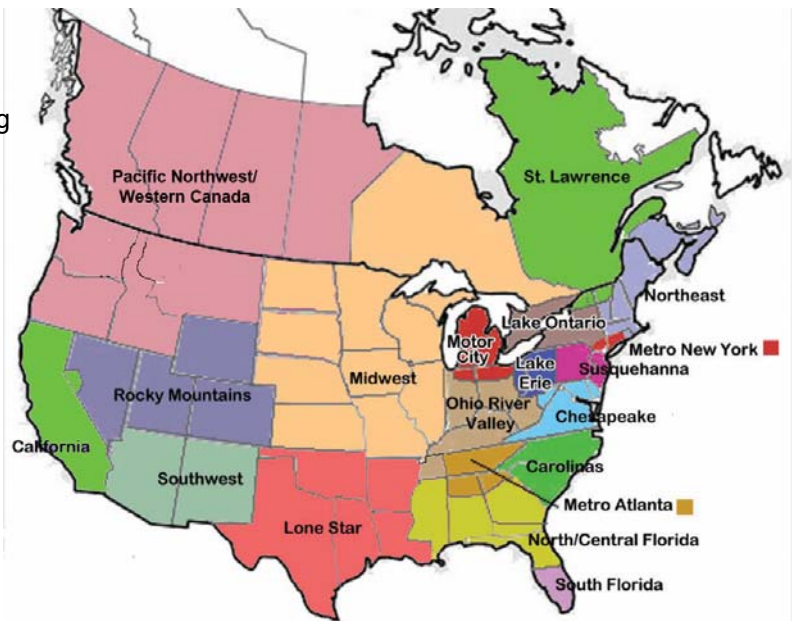 g
Pacific Northwest/
Western Canada
St. Lawrence
Northeast
Lake Ontario
Motor
City
Metro New York
Lake
Erie
Susquehanna
Midwest
Rocky Mountains
Ohio River
Valley
Chesapeake
California
Southwest
Carolinas
Metro Atlanta
Lone Star
North/Central Florida
South Florida